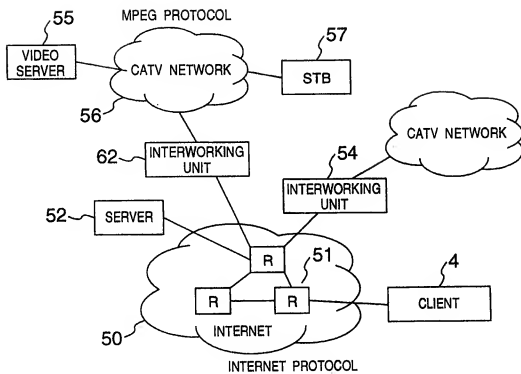 MPEG PROTOCOL
55
VIDEO
SERVER
CATV NETWORK
56
57
STB
CATV NETWORK
62
INTERWORKING
UNIT
54
INTERWORKING
UNIT
52
SERVER
R
51
R
R
4
CLIENT
50
INTERNET
INTERNET PROTOCOL